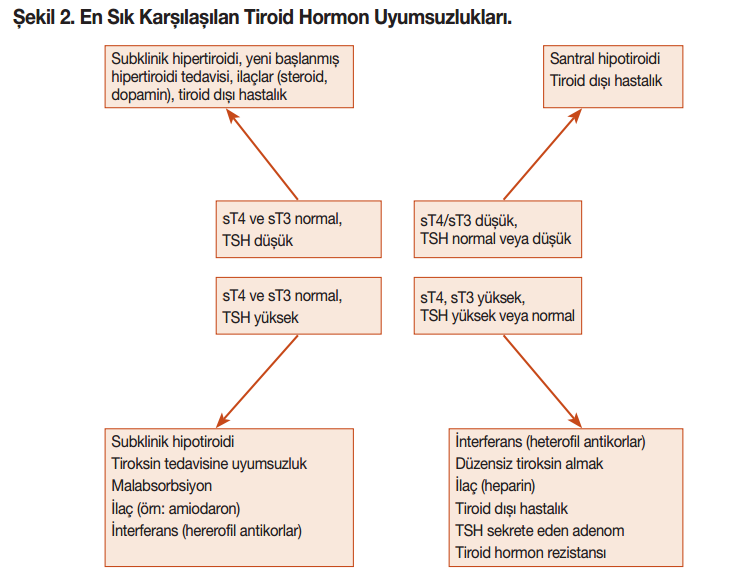 Şekil 2. En Sık Karşılaşılan Tiroid Hormon Uyumsuzlukları.
Subklinik hipertiroidi, yeni başlanmış
hipertiroidi tedavisi, ilaçlar (steroid,
dopamin), tiroid dışı hastalık
Santral hipotiroidi
Tiroid dışı hastalık
sT4 ve sT3 normal,
TSH düşük
sT4/sT3 düşük,
TSH normal veya düşük
sT4 ve sT3 normal,
TSH yüksek
sT4, sT3 yüksek,
TSH yüksek veya normal
Subklinik hipotiroidi
Tiroksin tedavisine uyumsuzluk
Malabsorbsiyon
İlaç (örn: amiodaron)
İnterferans (hererofil antikorlar)
İnterferans (heterofil antikorlar)
Düzensiz tiroksin almak
İlaç (heparin)
Tiroid dışı hastalık
TSH sekrete eden adenom
Tiroid hormon rezistansı